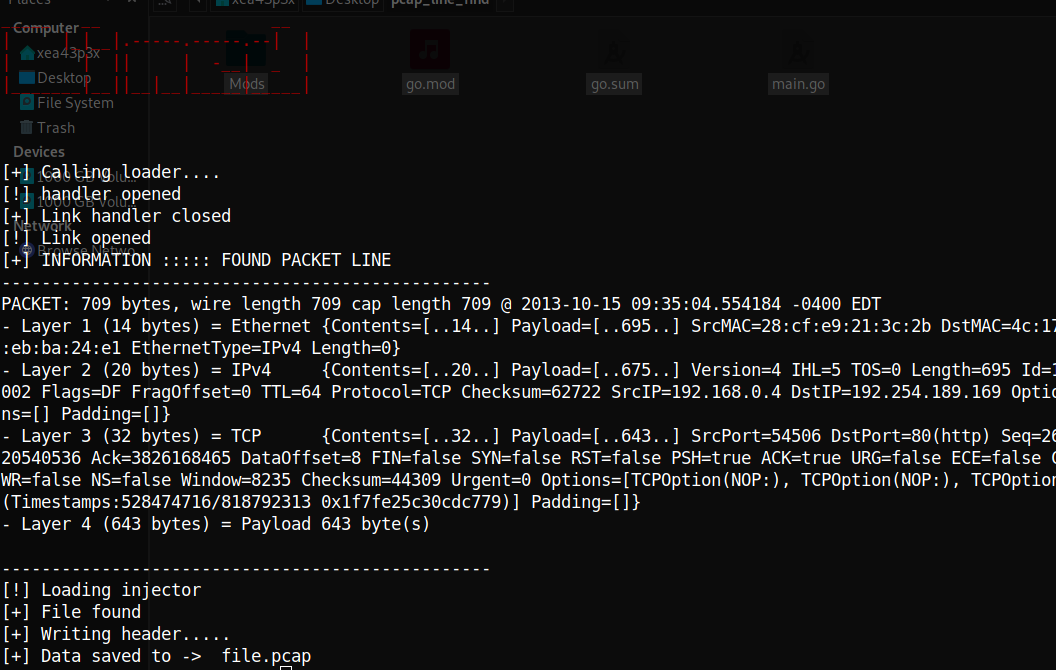 Places
xea43p3x
Desktop
pcap_line_find
Computer
xea43p3x
Desktop
File System
Trash
Devices
1000 GB Volu...
1000 GB Volu...
Network
Browse Netwo...
Mods
go.mod
go.sum
main.go
[+] Calling loader....
[!] handler opened
[+] Link handler closed
[!] Link opened
[+] INFORMATION ::::: FOUND PACKET LINE
-------------------------------------------------
PACKET: 709 bytes, wire length 709 cap length 709 @ 2013-10-15 09:35:04.554184 -0400 EDT
- Layer 1 (14 bytes) = Ethernet {Contents=[..14..] Payload=[..695..] SrcMAC=28:cf:e9:21:3c:2b DstMAC=4c:17
:eb:ba:24:e1 EthernetType=IPv4 Length=0}
- Layer 2 (20 bytes) = IPv4     {Contents=[..20..] Payload=[..675..] Version=4 IHL=5 TOS=0 Length=695 Id=1
002 Flags=DF FragOffset=0 TTL=64 Protocol=TCP Checksum=62722 SrcIP=192.168.0.4 DstIP=192.254.189.169 Optio
ns=[] Padding=[]}
- Layer 3 (32 bytes) = TCP      {Contents=[..32..] Payload=[..643..] SrcPort=54506 DstPort=80(http) Seq=26
20540536 Ack=3826168465 DataOffset=8 FIN=false SYN=false RST=false PSH=true ACK=true URG=false ECE=false C
WR=false NS=false Window=8235 Checksum=44309 Urgent=0 Options=[TCPOption(NOP:), TCPOption(NOP:), TCPOption
(Timestamps:528474716/818792313 0x1f7fe25c30cdc779)] Padding=[]}
- Layer 4 (643 bytes) = Payload 643 byte(s)
-------------------------------------------------
[!] Loading injector
[+] File found
[+] Writing header.....
[+] Data saved to ->  file.pcap